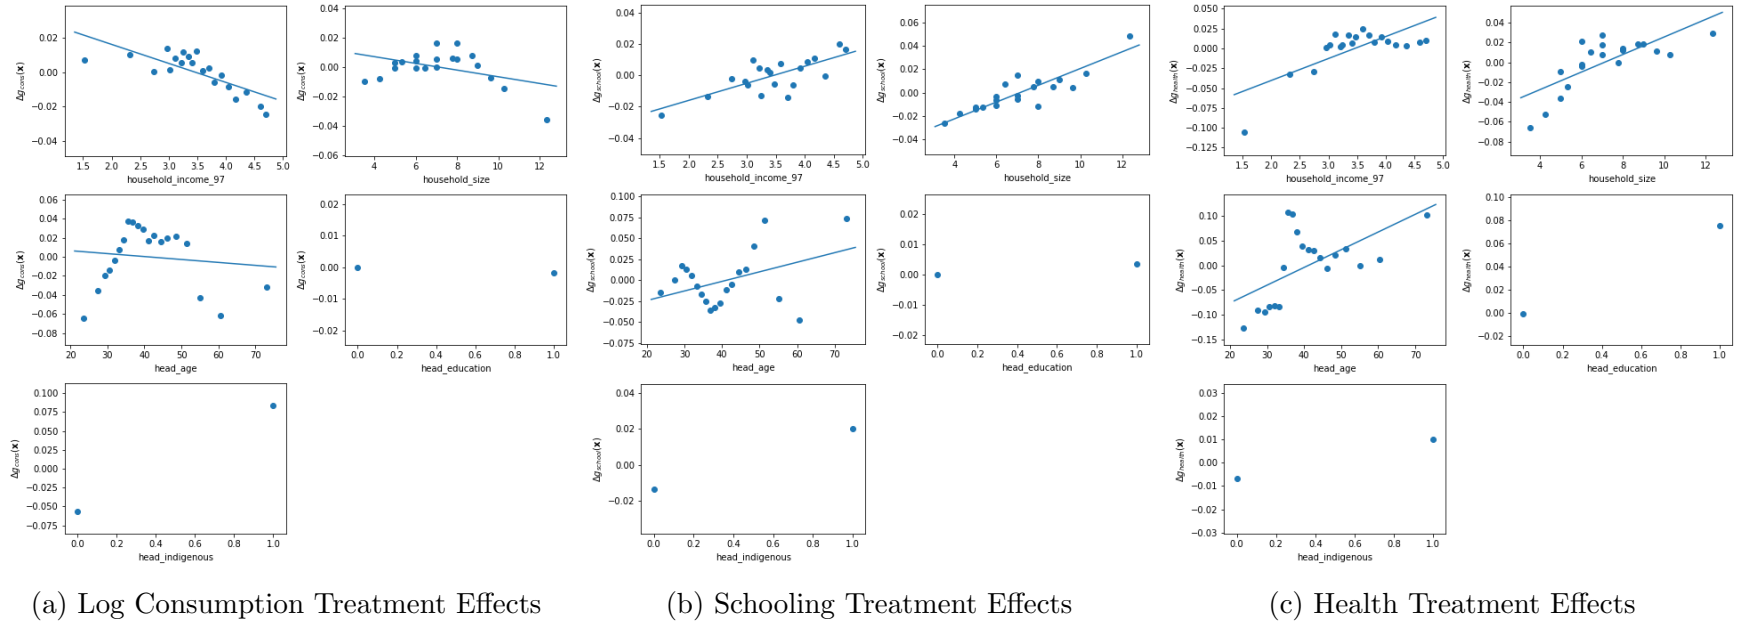 0.02
0.00
−0.02
−0.04
Δg_cons(x)
1.5 2.0 2.5 3.0 3.5 4.0 4.5 5.0
household_income_97
0.04
0.02
0.00
−0.02
−0.04
−0.06
Δg_cons(x)
4 6 8 10 12
household_size
0.06
0.04
0.02
0.00
−0.02
−0.04
−0.06
−0.08
Δg_cons(x)
20 30 40 50 60 70
head_age
0.02
0.01
0.00
−0.01
−0.02
Δg_cons(x)
0.0 0.2 0.4 0.6 0.8 1.0
head_education
0.100
0.075
0.050
0.025
0.000
−0.025
−0.050
−0.075
Δg_cons(x)
0.0 0.2 0.4 0.6 0.8 1.0
head_indigenous
(a) Log Consumption Treatment Effects
0.04
0.02
0.00
−0.02
−0.04
Δg_school(x)
1.5 2.0 2.5 3.0 3.5 4.0 4.5 5.0
household_income_97
0.06
0.04
0.02
0.00
−0.02
−0.04
Δg_school(x)
4 6 8 10 12
household_size
0.100
0.075
0.050
0.025
0.000
−0.025
−0.050
−0.075
Δg_school(x)
20 30 40 50 60 70
head_age
0.02
0.01
0.00
−0.01
−0.02
Δg_school(x)
0.0 0.2 0.4 0.6 0.8 1.0
head_education
0.04
0.02
0.00
−0.02
Δg_school(x)
0.0 0.2 0.4 0.6 0.8 1.0
head_indigenous
(b) Schooling Treatment Effects
0.050
0.025
0.000
−0.025
−0.050
−0.075
−0.100
−0.125
Δg_health(x)
1.5 2.0 2.5 3.0 3.5 4.0 4.5 5.0
household_income_97
0.04
0.02
0.00
−0.02
−0.04
−0.06
−0.08
Δg_health(x)
4 6 8 10 12
household_size
0.10
0.05
0.00
−0.05
−0.10
−0.15
Δg_health(x)
20 30 40 50 60 70
head_age
0.10
0.08
0.06
0.04
0.02
0.00
−0.02
Δg_health(x)
0.0 0.2 0.4 0.6 0.8 1.0
head_education
0.03
0.02
0.01
0.00
−0.01
−0.02
−0.03
Δg_health(x)
0.0 0.2 0.4 0.6 0.8 1.0
head_indigenous
(c) Health Treatment Effects